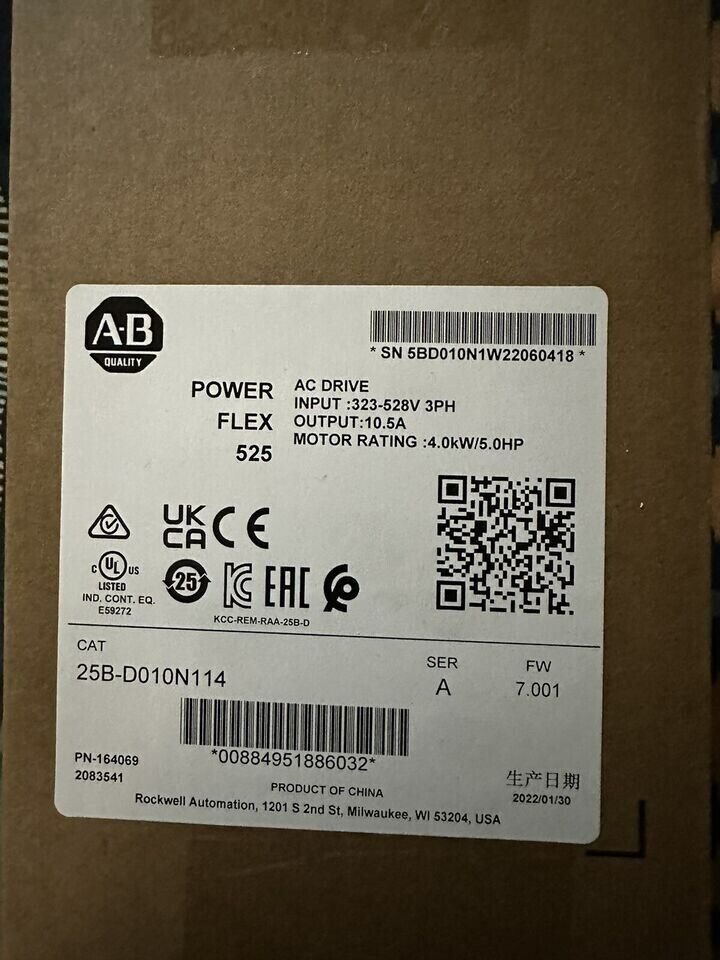 A-B
QUALITY
* SN 5BD010N1W22060418 *
POWER
FLEX
525
AC DRIVE
INPUT :323-528V 3PH
OUTPUT:10.5A
MOTOR RATING :4.0kW/5.0HP
UK
CA
CE
C UL US
LISTED
IND. CONT. EQ.
E59272
25
EAC
KCC-REM-RAA-25B-D
CAT
25B-D010N114
SER
A
FW
7.001
*00884951886032*
PN-164069
2083541
PRODUCT OF CHINA
Rockwell Automation, 1201 S 2nd St, Milwaukee, WI 53204, USA
生产日期
2022/01/30